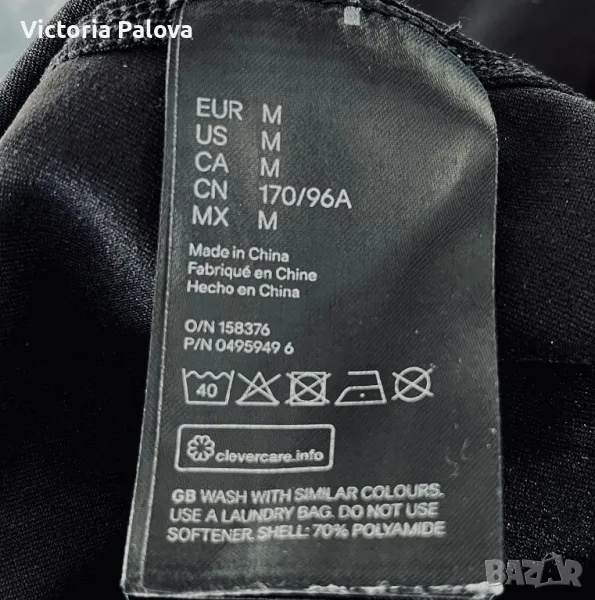 Victoria Palova
EUR M
US M
CA M
CN 170/96A
MX M
Made in China
Fabriqué en Chine
Hecho en China
O/N 158376
P/N 0495949 6
40
clevercare.info
GB WASH WITH SIMILAR COLOURS.
USE A LAUNDRY BAG. DO NOT USE
SOFTENER. SHELL: 70% POLYAMIDE
BAZAR